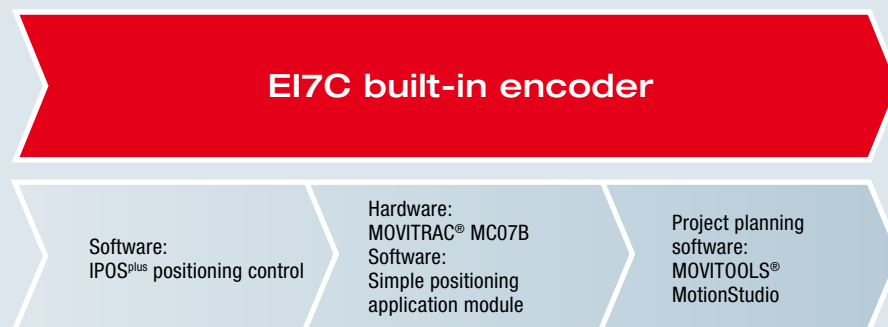 EI7C built-in encoder
Software:
IPOSplus positioning control
Hardware:
MOVITRAC® MC07B
Software:
Simple positioning
application module
Project planning
software:
MOVITOOLS®
MotionStudio